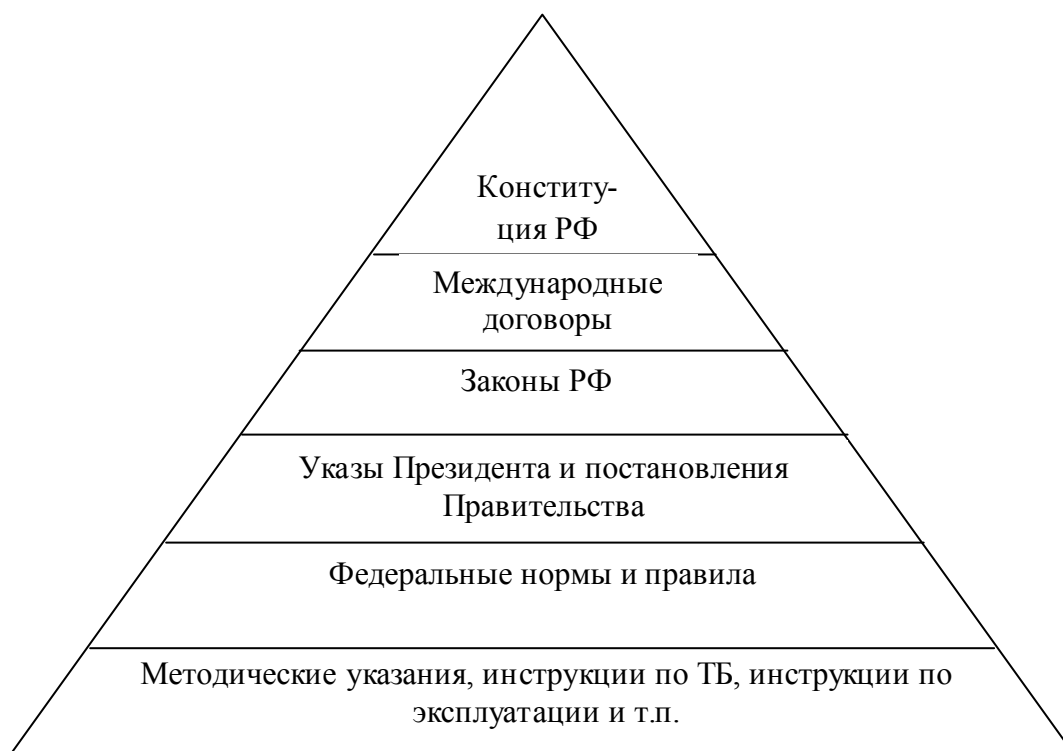 Конститу-
ция РФ
Международные
договоры
Законы РФ
Указы Президента и постановления
Правительства
Федеральные нормы и правила
Методические указания, инструкции по ТБ, инструкции по
эксплуатации и т.п.